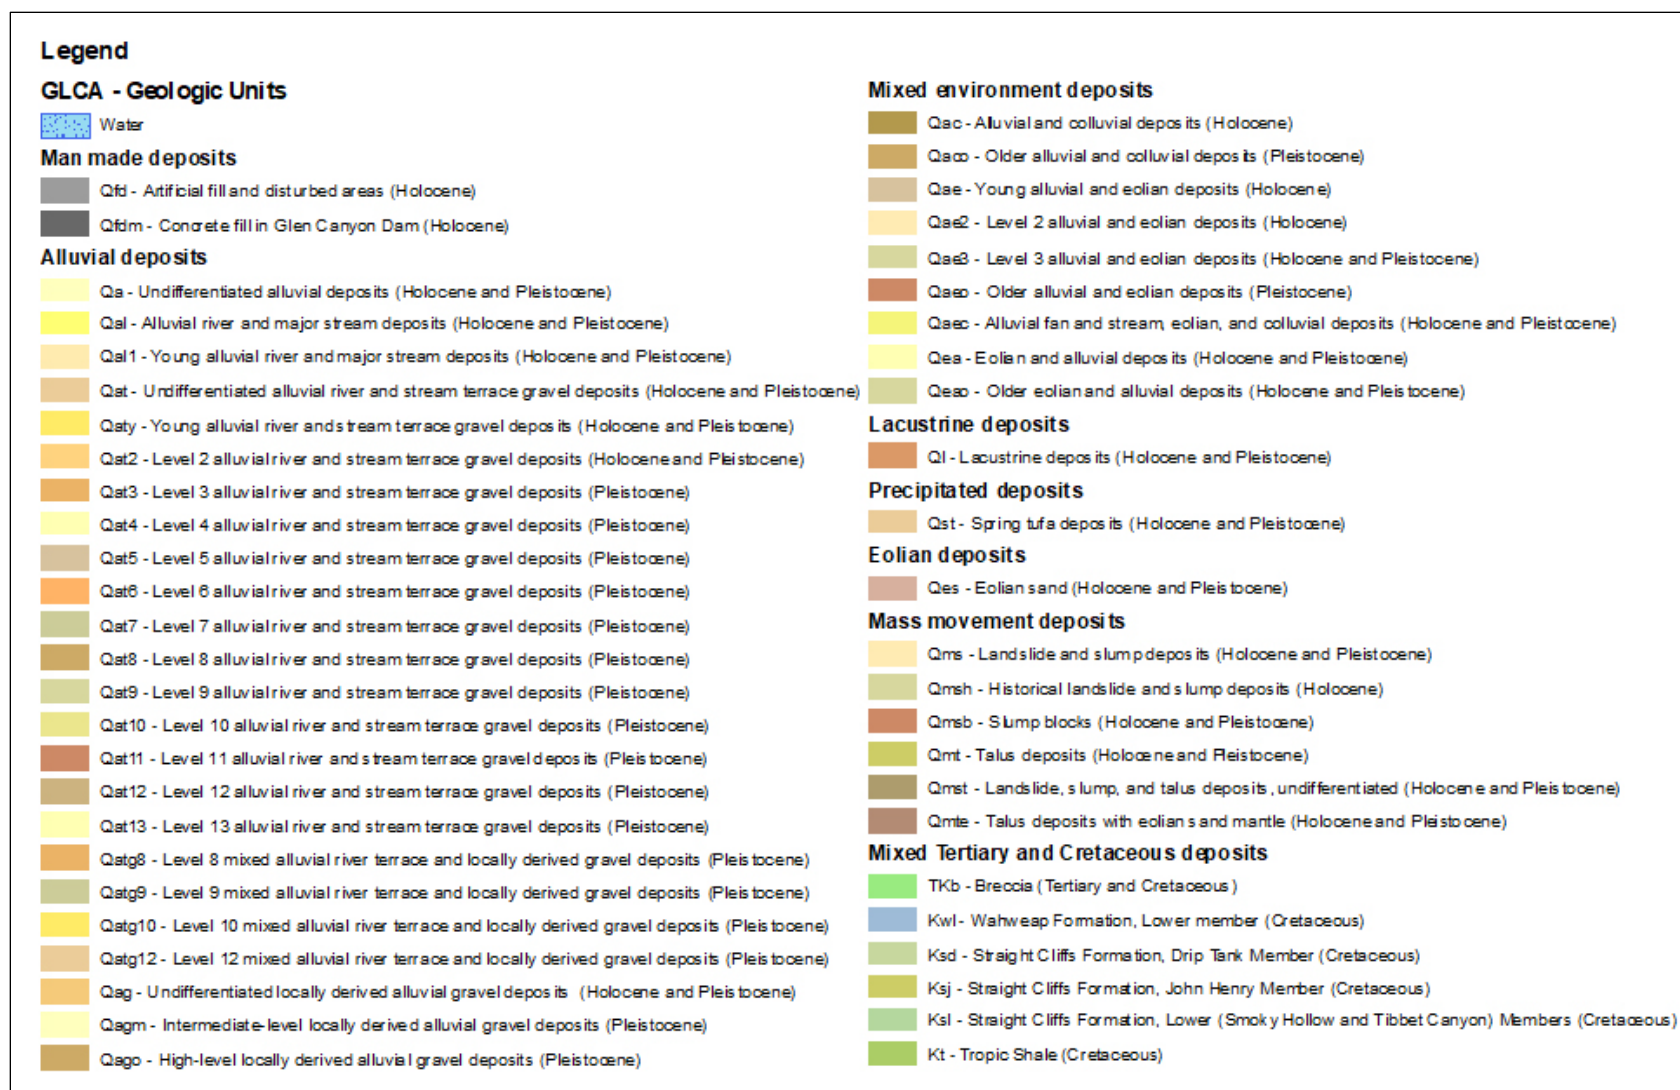 Legend
GLCA - Geologic Units
Water
Man made deposits
Qfd - Artificial fill and disturbed areas (Holocene)
Qfdm - Concrete fill in Glen Canyon Dam (Holocene)
Alluvial deposits
Qa - Undifferentiated alluvial deposits (Holocene and Pleistocene)
Qal - Alluvial river and major stream deposits (Holocene and Pleistocene)
Qal1 - Young alluvial river and major stream deposits (Holocene and Pleistocene)
Qat - Undifferentiated alluvial river and stream terrace gravel deposits (Holocene and Pleistocene)
Qaty - Young alluvial river and stream terrace gravel deposits (Holocene and Pleistocene)
Qat2 - Level 2 alluvial river and stream terrace gravel deposits (Holocene and Pleistocene)
Qat3 - Level 3 alluvial river and stream terrace gravel deposits (Pleistocene)
Qat4 - Level 4 alluvial river and stream terrace gravel deposits (Pleistocene)
Qat5 - Level 5 alluvial river and stream terrace gravel deposits (Pleistocene)
Qat6 - Level 6 alluvial river and stream terrace gravel deposits (Pleistocene)
Qat7 - Level 7 alluvial river and stream terrace gravel deposits (Pleistocene)
Qat8 - Level 8 alluvial river and stream terrace gravel deposits (Pleistocene)
Qat9 - Level 9 alluvial river and stream terrace gravel deposits (Pleistocene)
Qat10 - Level 10 alluvial river and stream terrace gravel deposits (Pleistocene)
Qat11 - Level 11 alluvial river and stream terrace gravel deposits (Pleistocene)
Qat12 - Level 12 alluvial river and stream terrace gravel deposits (Pleistocene)
Qat13 - Level 13 alluvial river and stream terrace gravel deposits (Pleistocene)
Qatg8 - Level 8 mixed alluvial river terrace and locally derived gravel deposits (Pleistocene)
Qatg9 - Level 9 mixed alluvial river terrace and locally derived gravel deposits (Pleistocene)
Qatg10 - Level 10 mixed alluvial river terrace and locally derived gravel deposits (Pleistocene)
Qatg12 - Level 12 mixed alluvial river terrace and locally derived gravel deposits (Pleistocene)
Qag - Undifferentiated locally derived alluvial gravel deposits (Holocene and Pleistocene)
Qagm - Intermediate-level locally derived alluvial gravel deposits (Pleistocene)
Qago - High-level locally derived alluvial gravel deposits (Pleistocene)
Mixed environment deposits
Qac - Alluvial and colluvial deposits (Holocene)
Qaco - Older alluvial and colluvial deposits (Pleistocene)
Qae - Young alluvial and eolian deposits (Holocene)
Qae2 - Level 2 alluvial and eolian deposits (Holocene)
Qae3 - Level 3 alluvial and eolian deposits (Holocene and Pleistocene)
Qaeo - Older alluvial and eolian deposits (Pleistocene)
Qaec - Alluvial fan and stream, eolian, and colluvial deposits (Holocene and Pleistocene)
Qea - Eolian and alluvial deposits (Holocene and Pleistocene)
Qeao - Older eolian and alluvial deposits (Holocene and Pleistocene)
Lacustrine deposits
Ql - Lacustrine deposits (Holocene and Pleistocene)
Precipitated deposits
Qst - Spring tufa deposits (Holocene and Pleistocene)
Eolian deposits
Qes - Eolian sand (Holocene and Pleistocene)
Mass movement deposits
Qms - Landslide and slump deposits (Holocene and Pleistocene)
Qmsh - Historical landslide and slump deposits (Holocene)
Qmsb - Slump blocks (Holocene and Pleistocene)
Qmt - Talus deposits (Holocene and Pleistocene)
Qmst - Landslide, slump, and talus deposits, undifferentiated (Holocene and Pleistocene)
Qmte - Talus deposits with eolian sand mantle (Holocene and Pleistocene)
Mixed Tertiary and Cretaceous deposits
TKb - Breccia (Tertiary and Cretaceous)
Kwl - Wahweap Formation, Lower member (Cretaceous)
Ksd - Straight Cliffs Formation, Drip Tank Member (Cretaceous)
Ksj - Straight Cliffs Formation, John Henry Member (Cretaceous)
Ksl - Straight Cliffs Formation, Lower (Smoky Hollow and Tibbet Canyon) Members (Cretaceous)
Kt - Tropic Shale (Cretaceous)